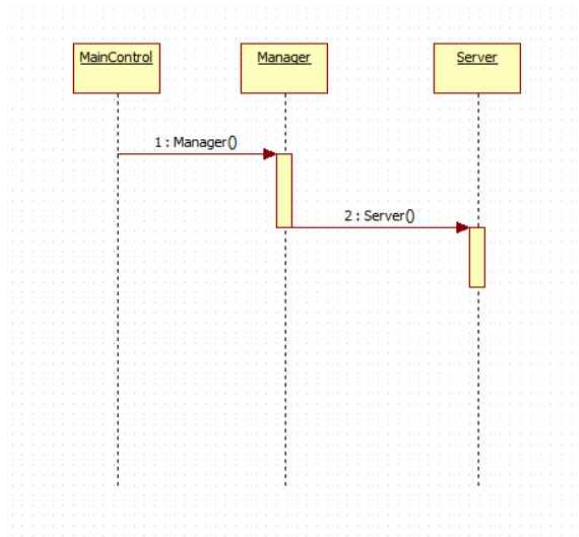 MainControl
Manager
Server
1 : Manager()
2 : Server()